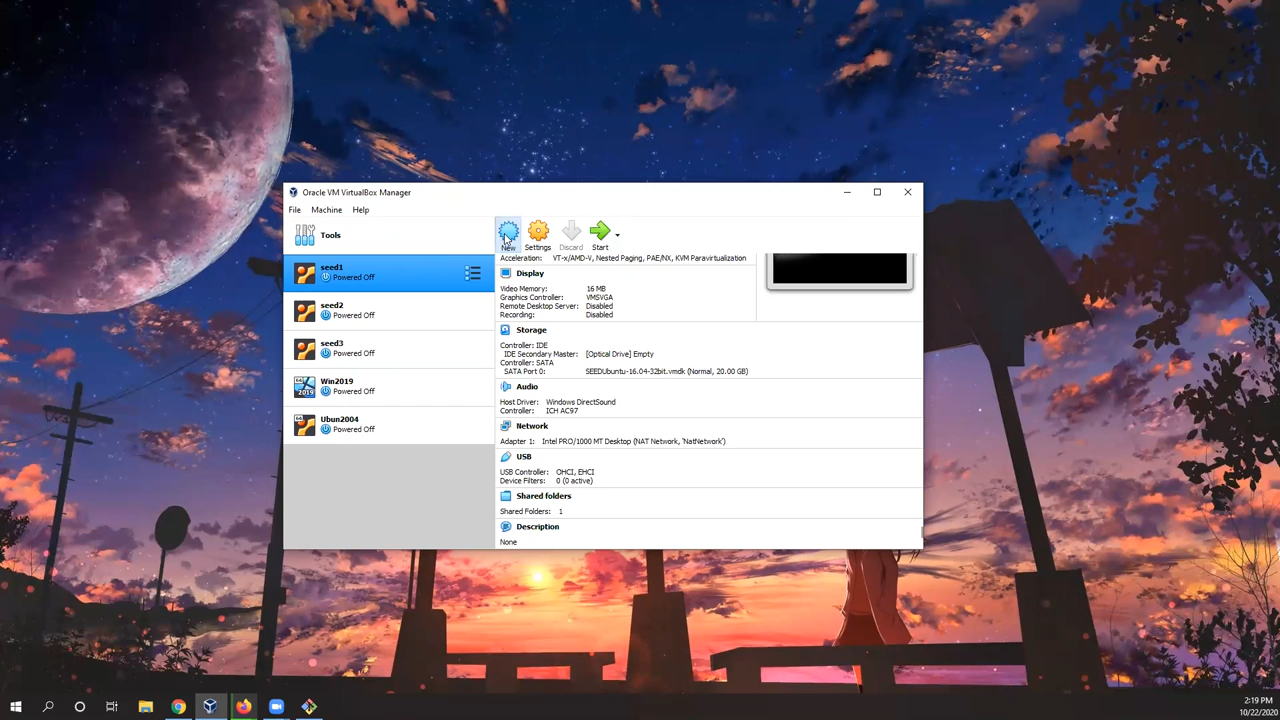 Oracle VM VirtualBox Manager
File Machine Help
Tools
New Settings Discard Start
seed1
Powered Off
seed2
Powered Off
seed3
Powered Off
Win2019
Powered Off
Ubun2004
Powered Off
64
2019
64
Acceleration: VT-x/AMD-V, Nested Paging, PAE/NX, KVM Paravirtualization
Display
Video Memory: 16 MB
Graphics Controller: VMSVGA
Remote Desktop Server: Disabled
Recording: Disabled
Storage
Controller: IDE
IDE Secondary Master: [Optical Drive] Empty
Controller: SATA
SATA Port 0: SEEDUbuntu-16.04-32bit.vmdk (Normal, 20.00 GB)
Audio
Host Driver: Windows DirectSound
Controller: ICH AC97
Network
Adapter 1: Intel PRO/1000 MT Desktop (NAT Network, 'NatNetwork')
USB
USB Controller: OHCI, EHCI
Device Filters: 0 (0 active)
Shared folders
Shared Folders: 1
Description
None
2:19 PM
10/22/2020